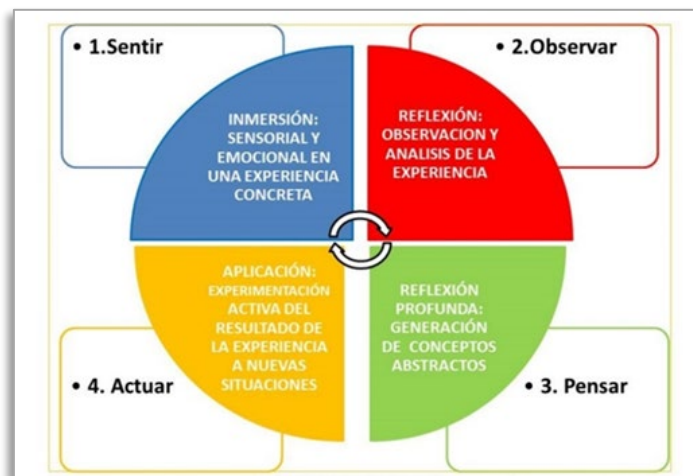 • 1.Sentir
INMERSIÓN:
SENSORIAL Y
EMOCIONAL EN
UNA EXPERIENCIA
CONCRETA
• 2.Observar
REFLEXIÓN:
OBSERVACION Y
ANALISIS DE LA
EXPERIENCIA
REFLEXIÓN
PROFUNDA:
GENERACIÓN
DE CONCEPTOS
ABSTRACTOS
• 3. Pensar
APLICACIÓN:
EXPERIMENTACIÓN
ACTIVA DEL
RESULTADO DE
LA EXPERIENCIA
A NUEVAS
SITUACIONES
• 4. Actuar